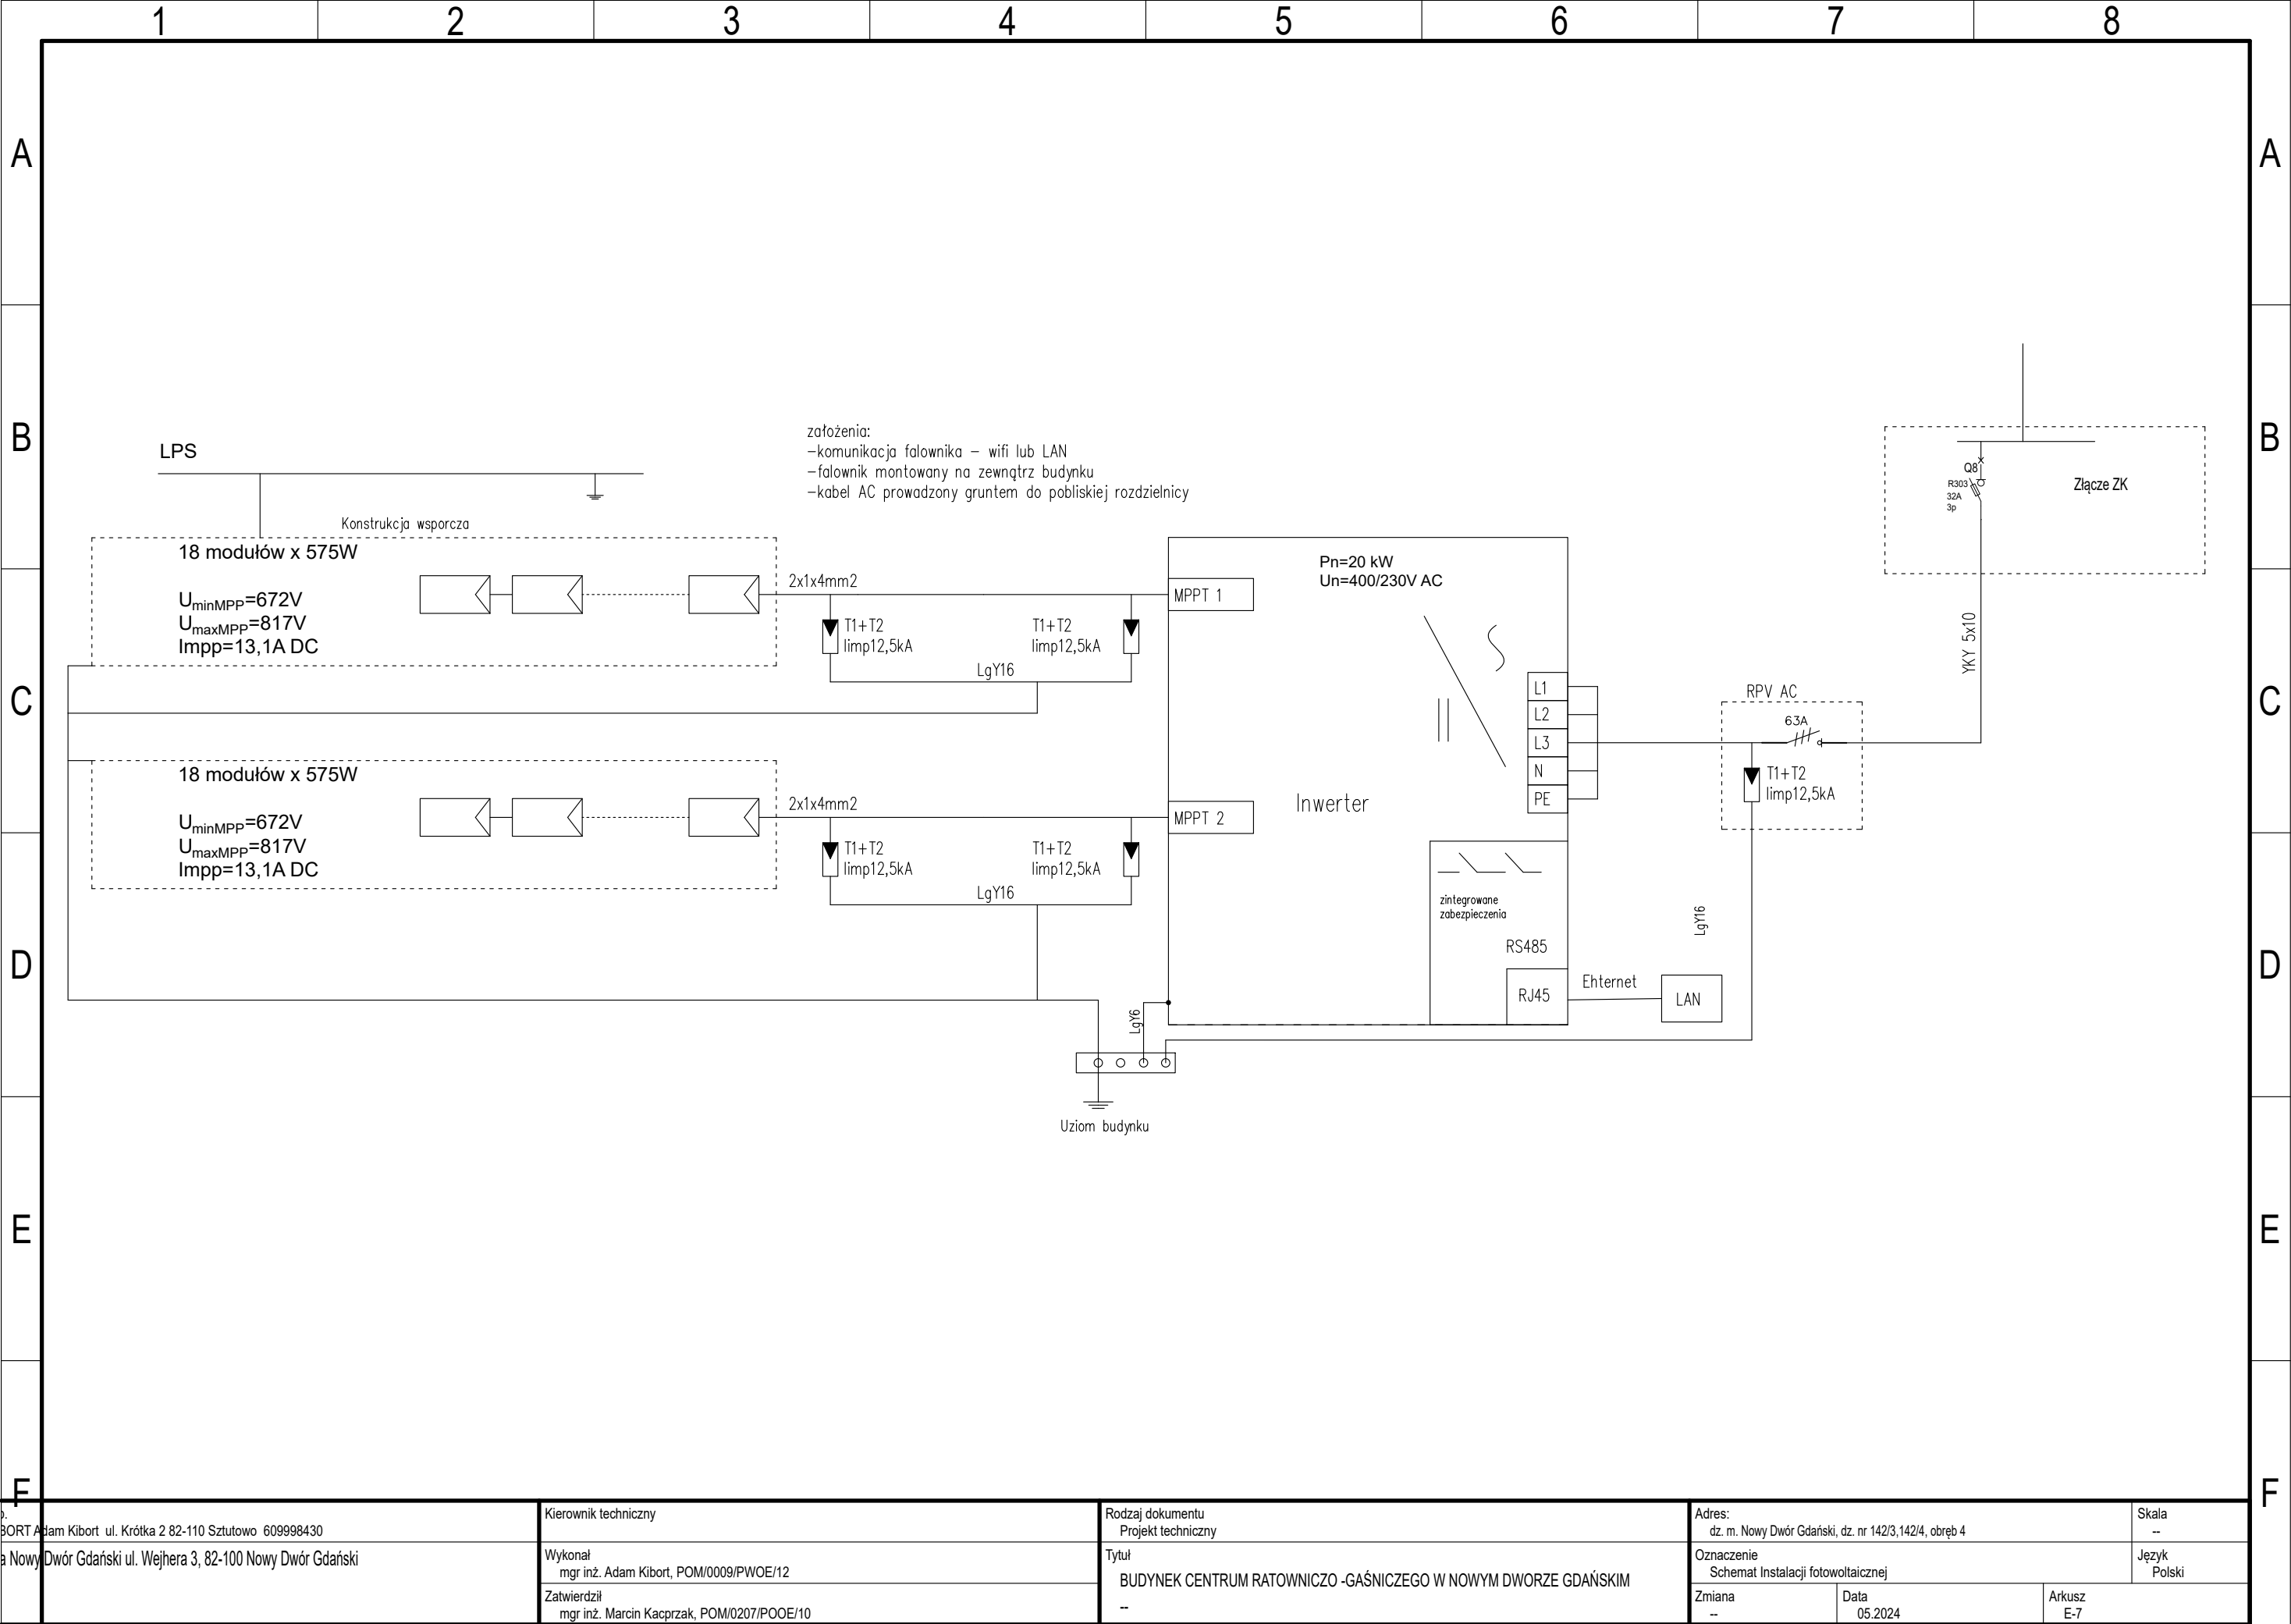 1 2 3 4 5 6 7 8
A A
B B
C C
D D
E E
F F
LPS
Konstrukcja wsporcza
założenia:
-komunikacja falownika - wifi lub LAN
-falownik montowany na zewnątrz budynku
-kabel AC prowadzony gruntem do pobliskiej rozdzielnicy
18 modułów x 575W
UminMPP=672V
UmaxMPP=817V
Impp=13,1A DC
2x1x4mm2
T1+T2
Iimp12,5kA
T1+T2
Iimp12,5kA
LgY16
MPPT 1
18 modułów x 575W
UminMPP=672V
UmaxMPP=817V
Impp=13,1A DC
2x1x4mm2
T1+T2
Iimp12,5kA
T1+T2
Iimp12,5kA
LgY16
MPPT 2
Pn=20 kW
Un=400/230V AC
Inwerter
L1
L2
L3
N
PE
zintegrowane
zabezpieczenia
RS485
RJ45
Ehternet
LAN
LgY6
Uziom budynku
LgY16
RPV AC
63A
T1+T2
Iimp12,5kA
YKY 5x10
Q8
R303
32A
3p
Złącze ZK
BORT Adam Kibort ul. Krótka 2 82-110 Sztutowo 609998430
a Nowy Dwór Gdański ul. Wejhera 3, 82-100 Nowy Dwór Gdański
Kierownik techniczny
Wykonał
mgr inż. Adam Kibort, POM/0009/PWOE/12
Zatwierdził
mgr inż. Marcin Kacprzak, POM/0207/POOE/10
Rodzaj dokumentu
Projekt techniczny
Tytuł
BUDYNEK CENTRUM RATOWNICZO -GAŚNICZEGO W NOWYM DWORZE GDAŃSKIM
--
Adres:
dz. m. Nowy Dwór Gdański, dz. nr 142/3,142/4, obręb 4
Skala
--
Oznaczenie
Schemat Instalacji fotowoltaicznej
Język
Polski
Zmiana
--
Data
05.2024
Arkusz
E-7